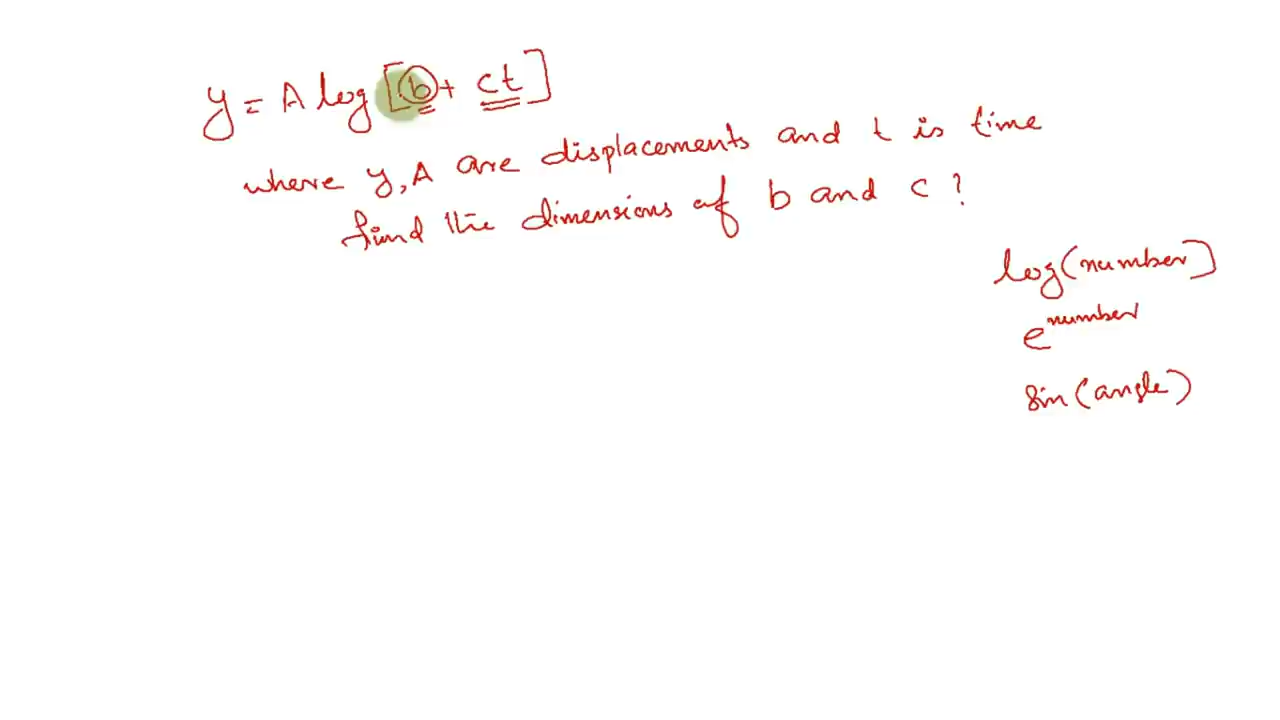 y = A log [b + ct]
where y, A are displacements and t is time
find the dimensions of b and c ?
log(number]
e^number
sin(angle)